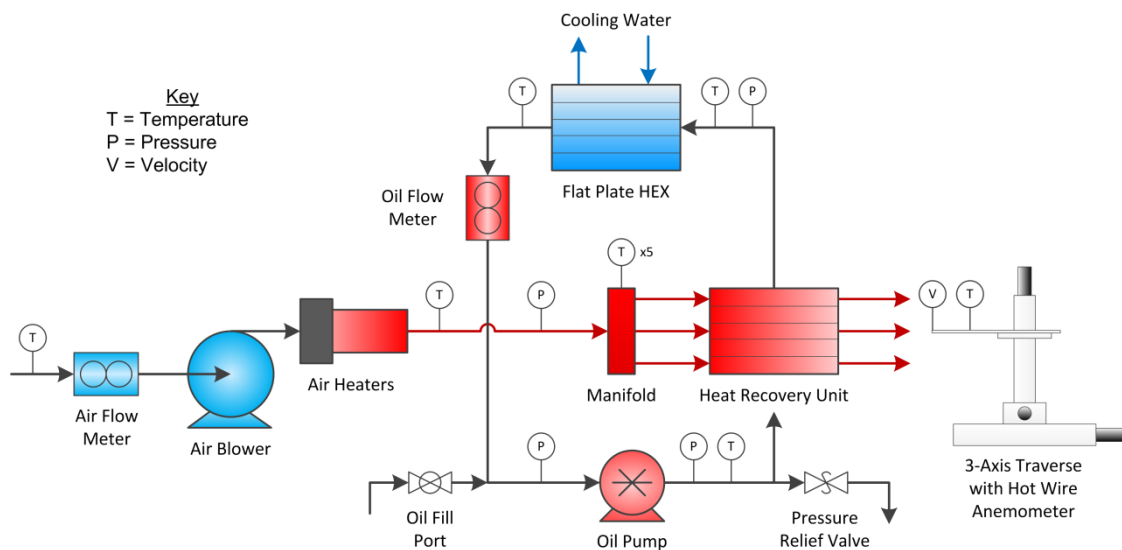 Cooling Water
Key
T = Temperature
P = Pressure
V = Velocity
T
T
P
Flat Plate HEX
Oil Flow
Meter
T
x5
T
P
V
T
T
Air Heaters
Manifold
Heat Recovery Unit
Air Flow
Meter
Air Blower
P
P
T
3-Axis Traverse
with Hot Wire
Anemometer
Oil Fill
Port
Oil Pump
Pressure
Relief Valve